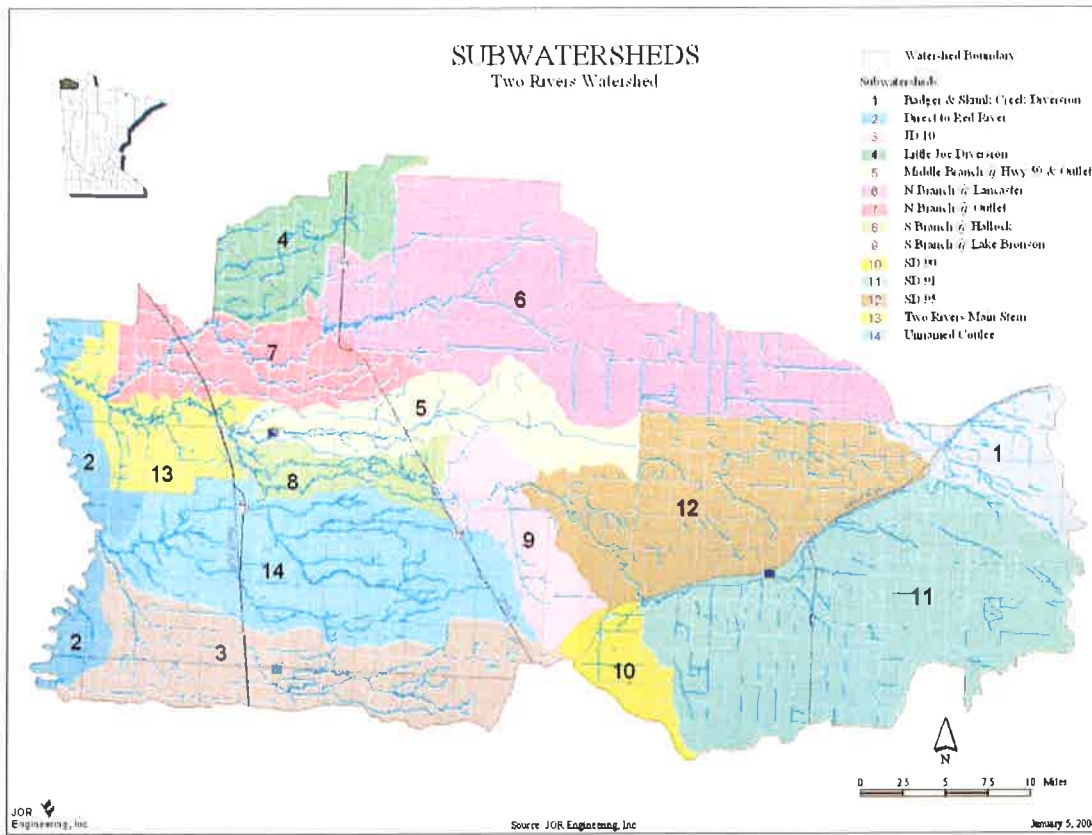 SUBWATERSHEDS
Two Rivers Watershed
Watershed Boundary
Subwatersheds
1 Badger & Skunk Creek Diversion
2 Direct to Red River
3 JD 10
4 Little Joe Diversion
5 Middle Branch @ Hwy 59 & Outlet
6 N Branch @ Lancaster
7 N Branch @ Outlet
8 S Branch @ Hallock
9 S Branch @ Lake Bronson
10 SD 90
11 SD 91
12 SD 95
13 Two Rivers Main Stem
14 Unnamed Coulee
4
6
7
5
1
2
13
8
12
9
14
11
2
3
10
N
0 2.5 5 7.5 10 Miles
JOR
Engineering, Inc
Source: JOR Engineering, Inc
January 5, 200